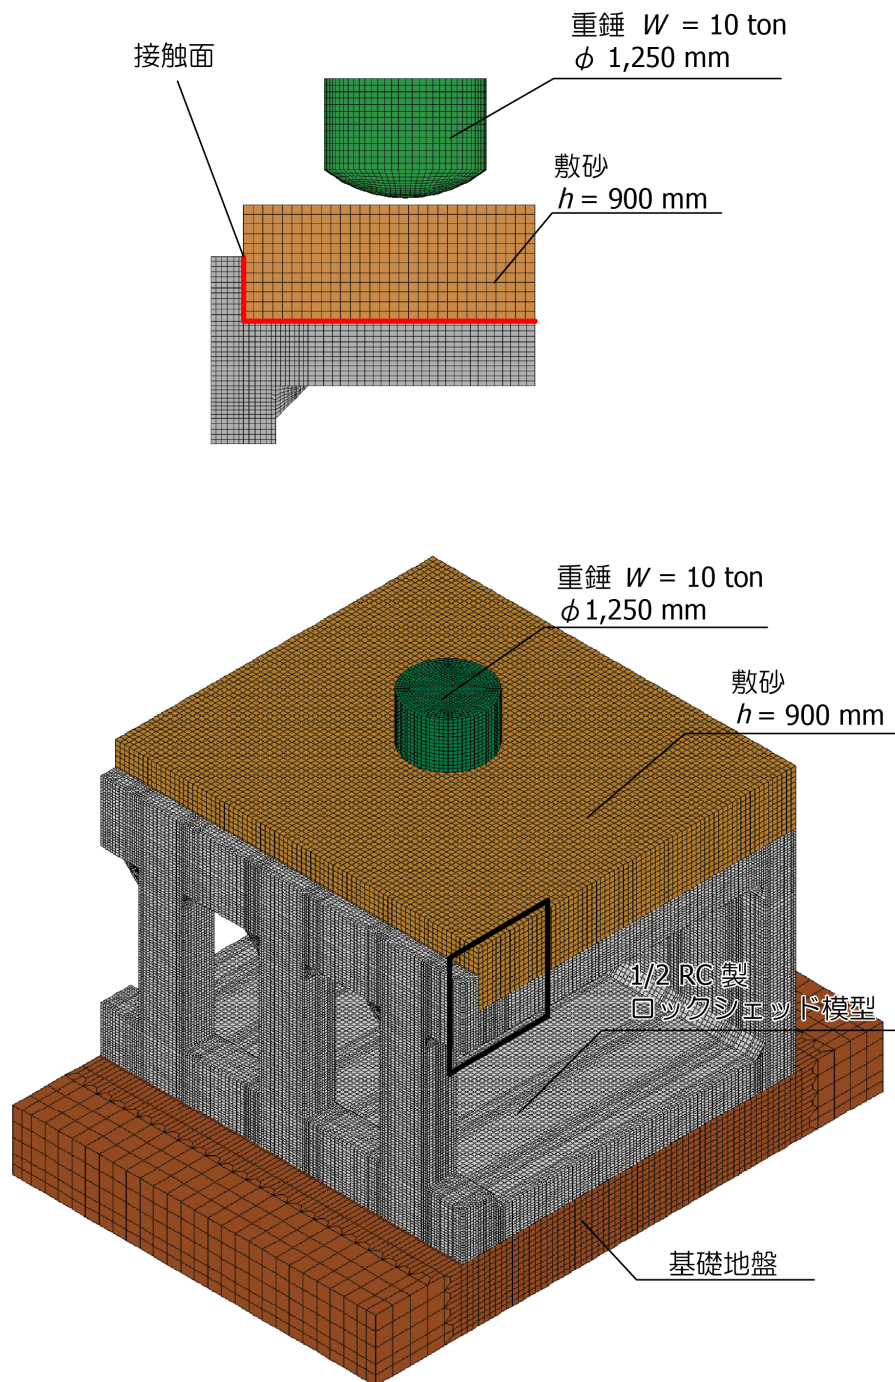 重錘 W = 10 ton
φ 1,250 mm
接触面
敷砂
h = 900 mm
重錘 W = 10 ton
φ1,250 mm
敷砂
h = 900 mm
1/2 RC 製
ロックシェッド模型
基礎地盤